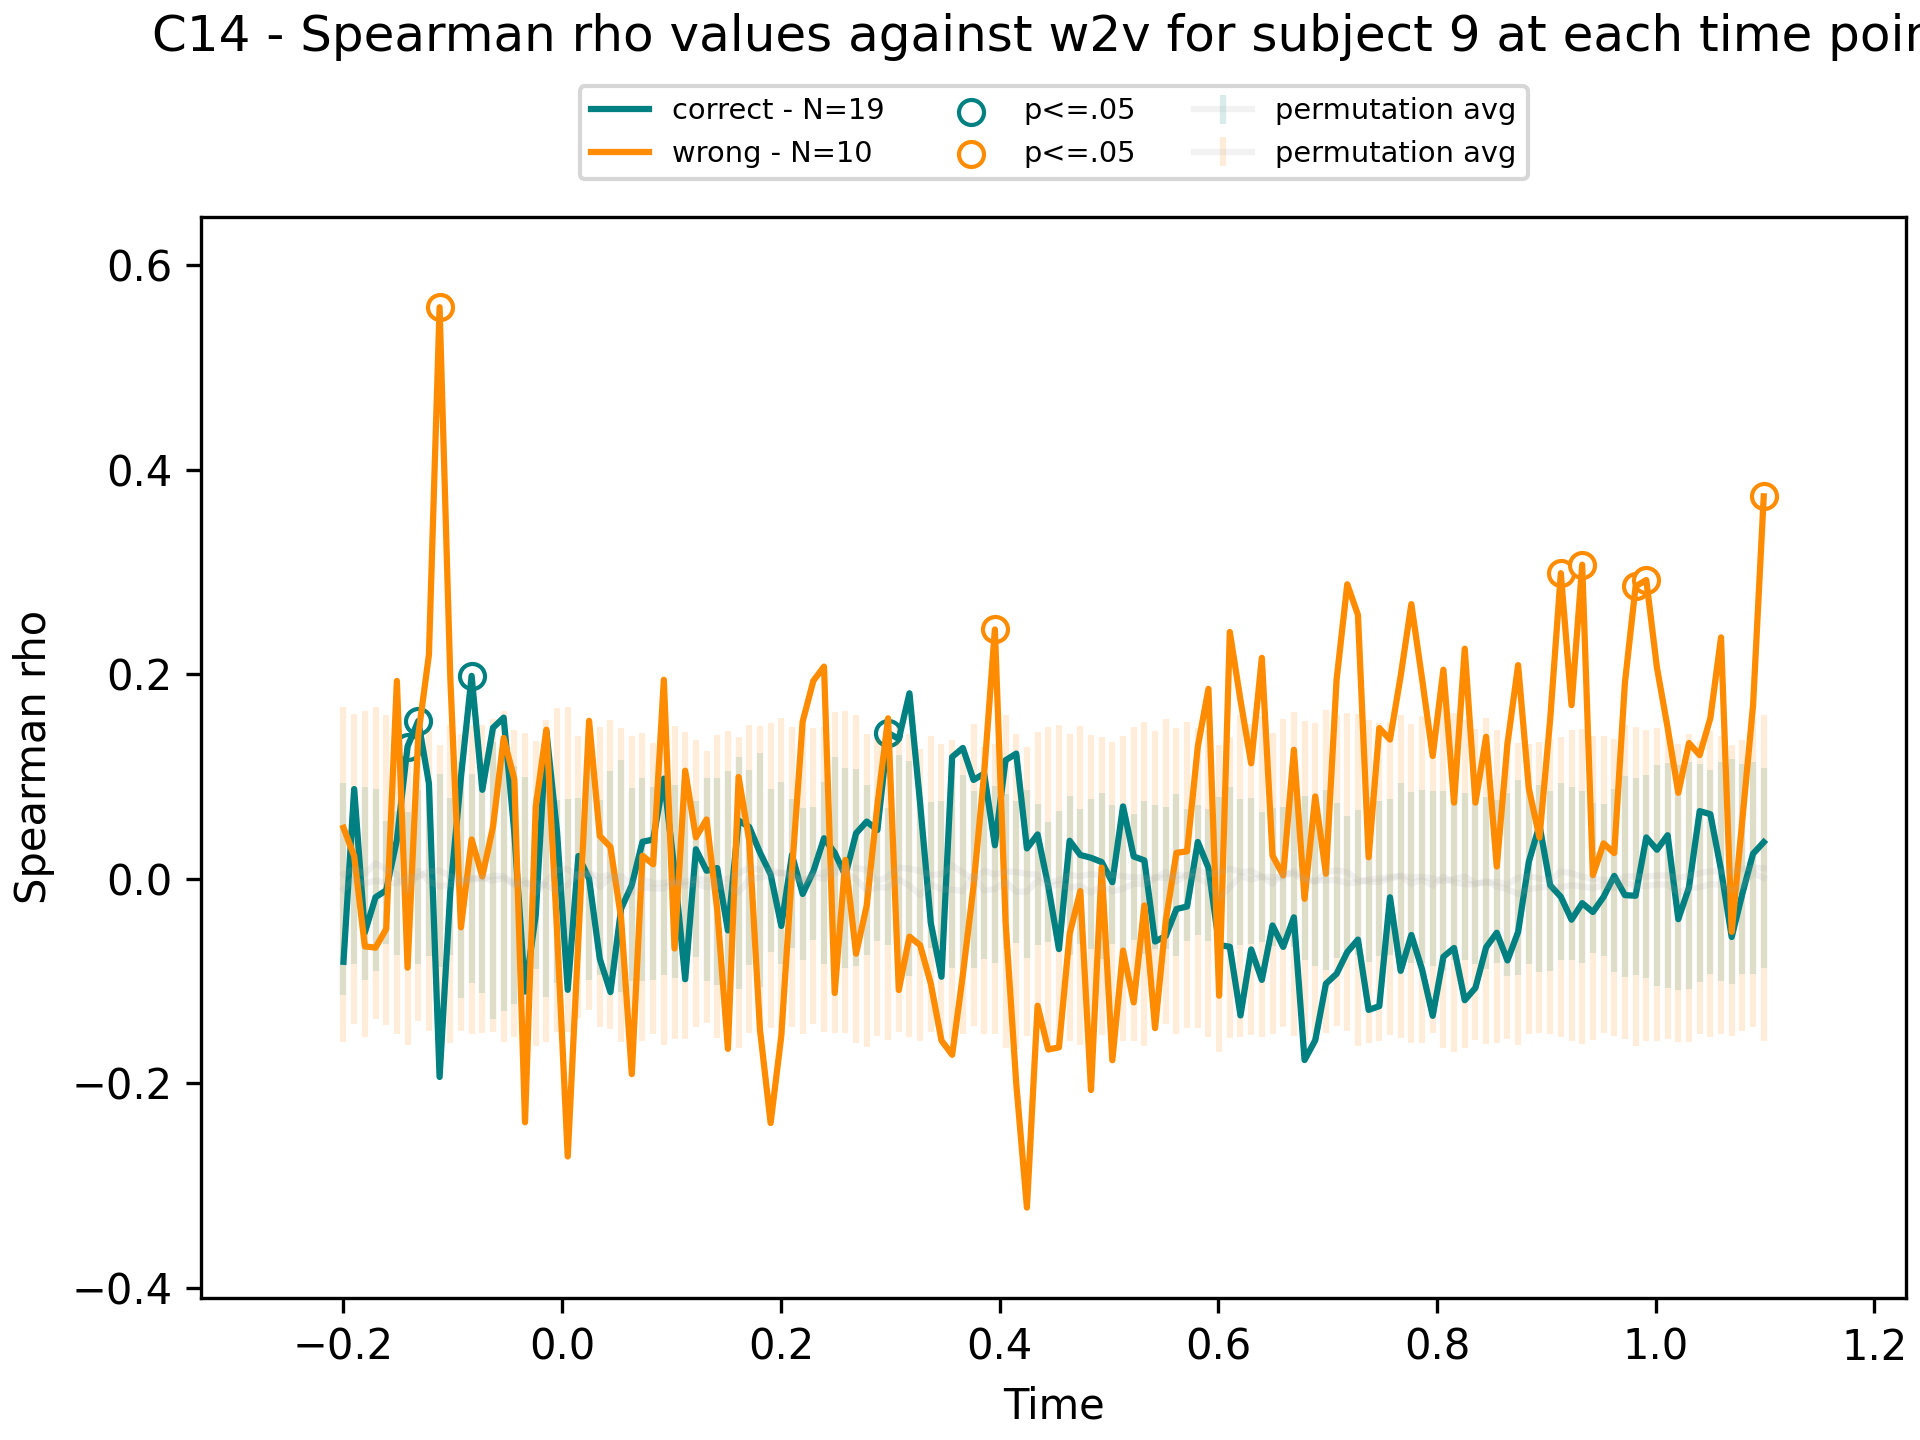 C14 - Spearman rho values against w2v for subject 9 at each time poin
correct - N=19 p<=.05 permutation avg
wrong - N=10 p<=.05 permutation avg
0.6
0.4
0.2
0.0
−0.2
−0.4
Spearman rho
−0.2 0.0 0.2 0.4 0.6 0.8 1.0 1.2
Time